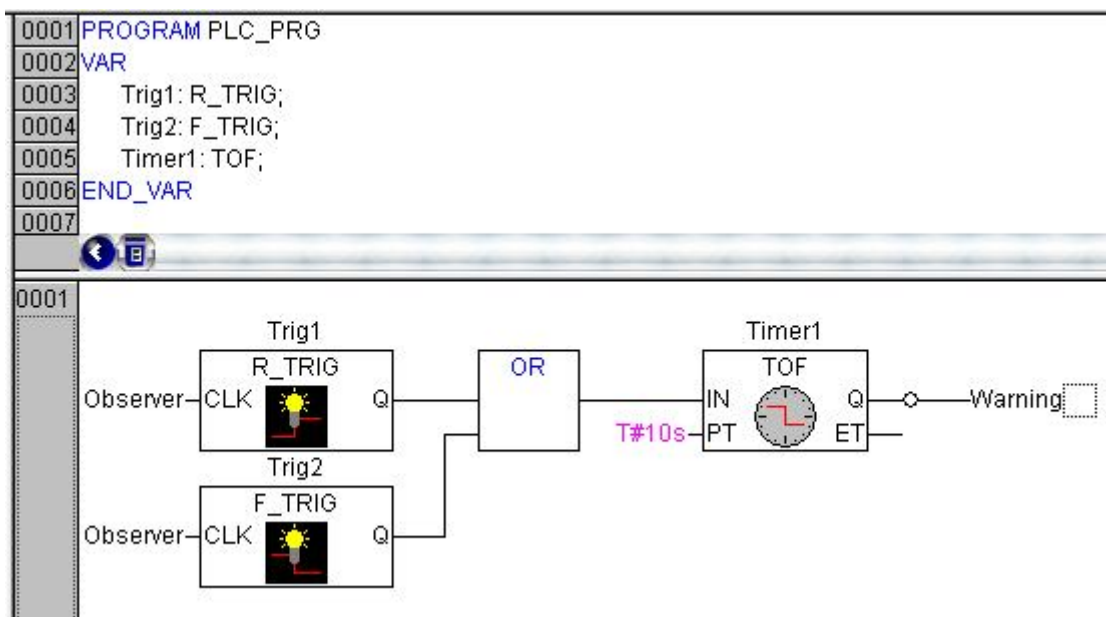 0001 PROGRAM PLC_PRG
0002 VAR
0003 Trig1: R_TRIG;
0004 Trig2: F_TRIG;
0005 Timer1: TOF;
0006 END_VAR
0007
0001
Trig1 Timer1
R_TRIG OR TOF
Observer CLK Q IN Q Warning
T#10s PT ET
Trig2
F_TRIG
Observer CLK Q